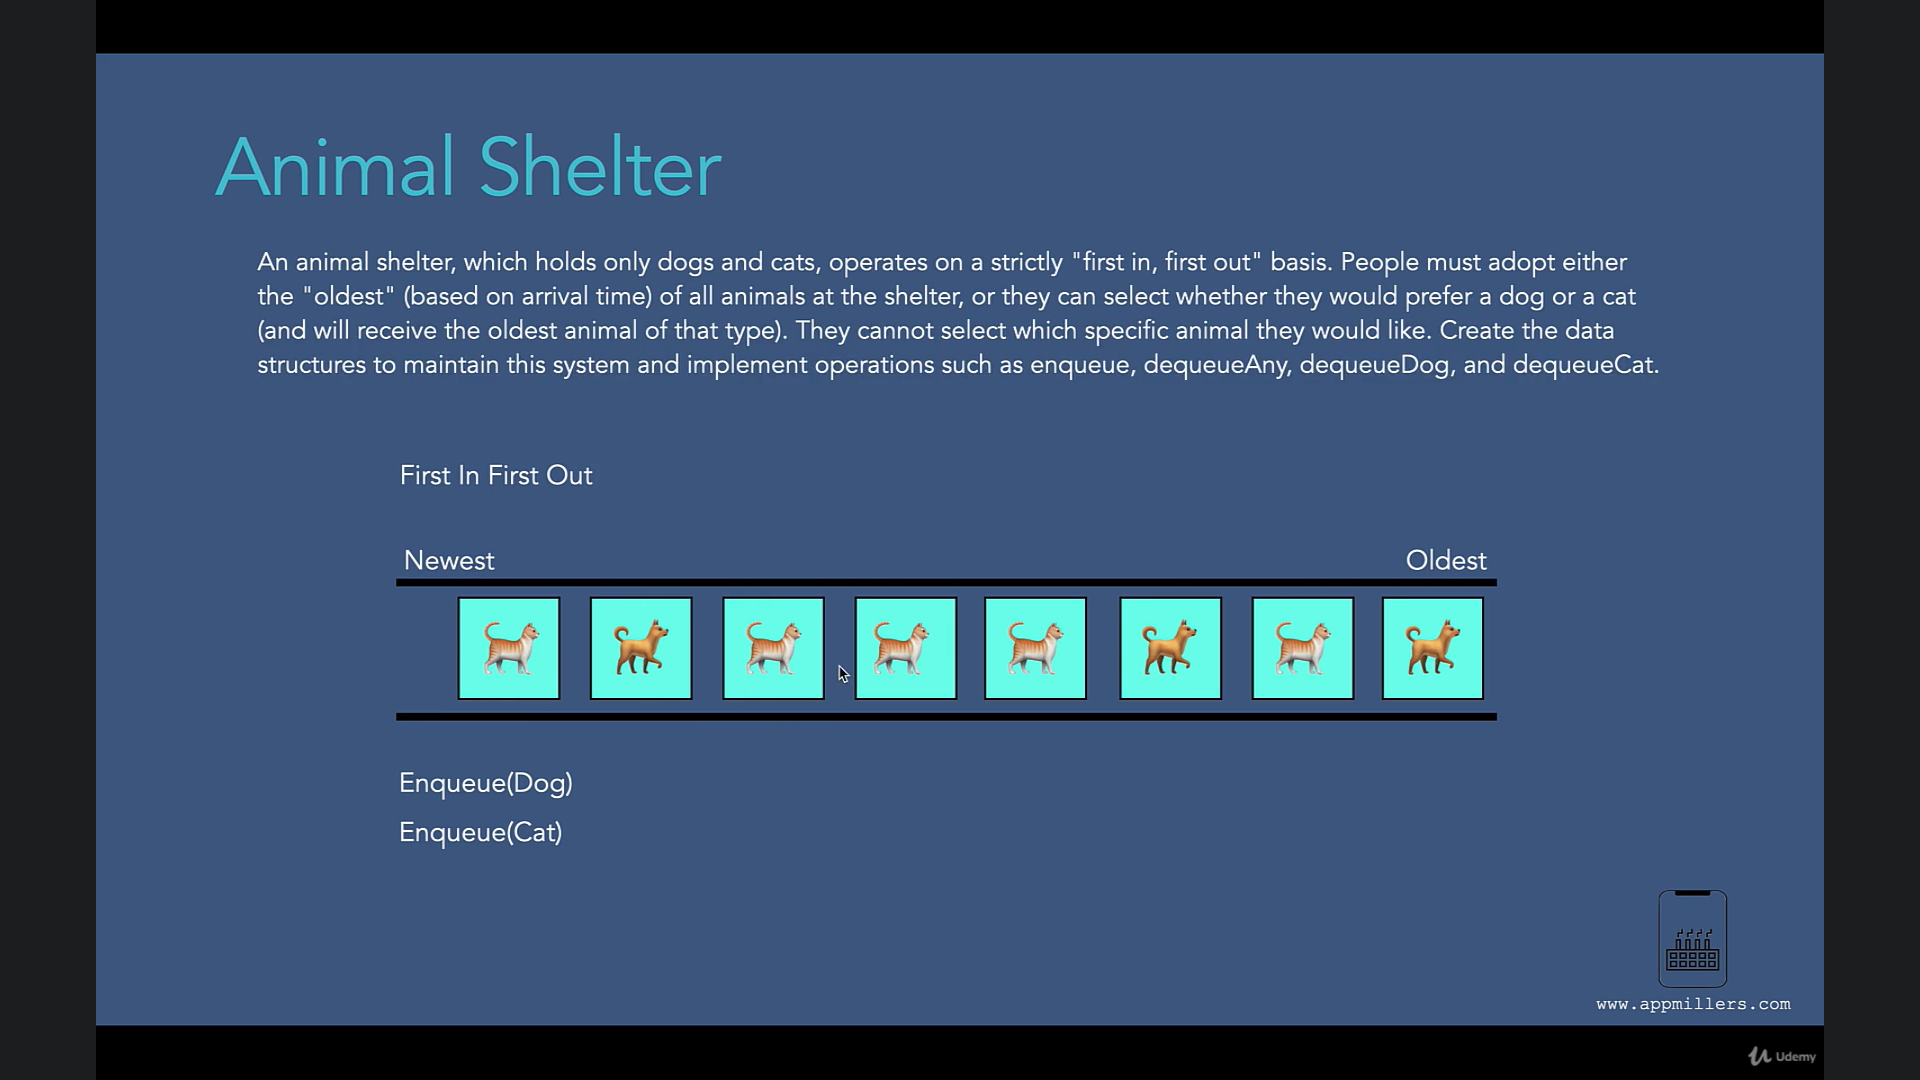 Animal Shelter
An animal shelter, which holds only dogs and cats, operates on a strictly "first in, first out" basis. People must adopt either
the "oldest" (based on arrival time) of all animals at the shelter, or they can select whether they would prefer a dog or a cat
(and will receive the oldest animal of that type). They cannot select which specific animal they would like. Create the data
structures to maintain this system and implement operations such as enqueue, dequeueAny, dequeueDog, and dequeueCat.
First In First Out
Newest
Oldest
Enqueue(Dog)
Enqueue(Cat)
www.appmillers.com
Udemy